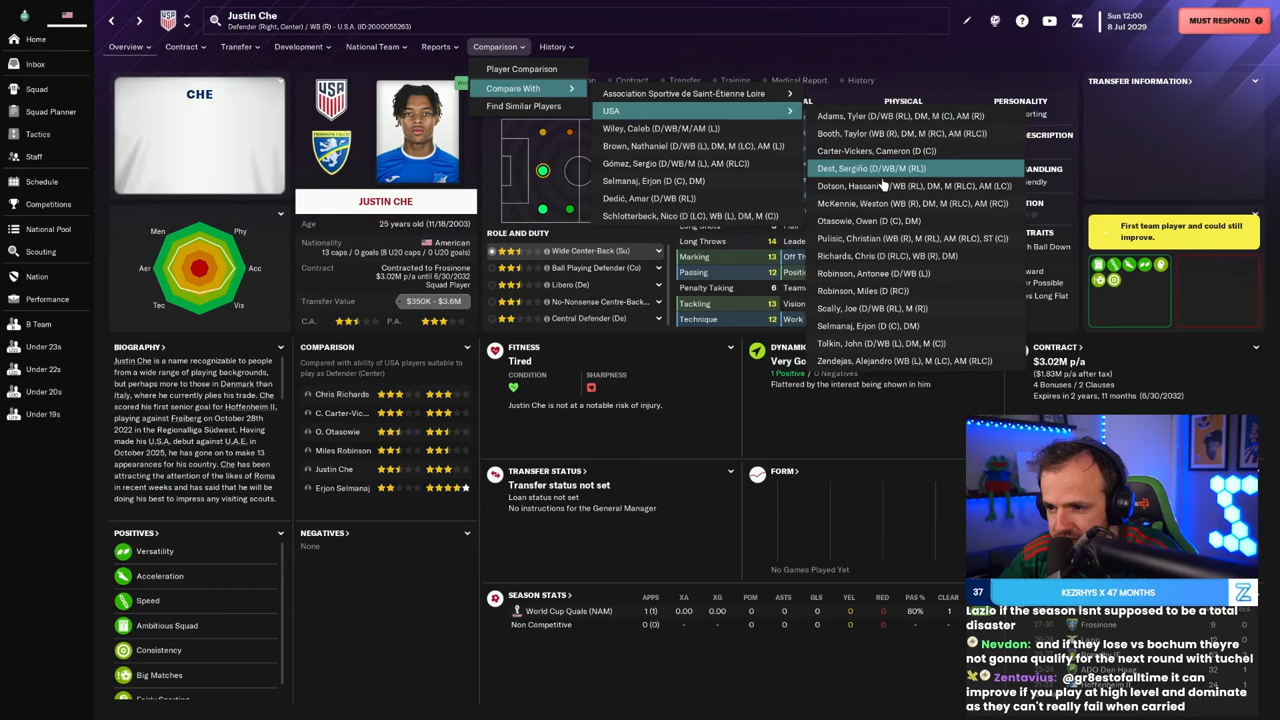 Justin Che
Defender (Right, Center) / WB (R) - U.S.A. (ID:2000055263)
Sun 12:00
8 Jul 2029
MUST RESPOND
Overview
Contract
Transfer
Development
National Team
Reports
Comparison
History
Home
Inbox
Squad
Squad Planner
Tactics
Staff
Schedule
Competitions
National Pool
Scouting
Nation
Performance
B Team
Under 23s
Under 22s
Under 20s
Under 19s
Player Comparison
Compare With
Find Similar Players
Association Sportive de Saint-Étienne Loire
USA
Wiley, Caleb (D/WB/M/AM (L))
Brown, Nathaniel (D/WB (L), DM, M (LC), AM (L))
Gómez, Sergio (D/WB/M (L), AM (RLC))
Selmanaj, Erjon (D (C), DM)
Dedić, Amar (D/WB (RL))
Schlotterbeck, Nico (D (LC), WB (L), DM, M (C))
Contract
Transfer
Training
Medical Report
History
PHYSICAL
PERSONALITY
Adams, Tyler (D/WB (RL), DM, M (C), AM (R))
Booth, Taylor (WB (R), DM, M (RC), AM (RLC))
Carter-Vickers, Cameron (D (C))
Dest, Sergiño (D/WB/M (RL))
Dotson, Hassani (D/WB (RL), DM, M (RLC), AM (LC))
McKennie, Weston (WB (R), DM, M (RLC), AM (RC))
Otasowie, Owen (D (C), DM)
Pulisic, Christian (WB (R), M (RL), AM (RLC), ST (C))
Richards, Chris (D (RLC), WB (R), DM)
Robinson, Antonee (D/WB (L))
Robinson, Miles (D (RC))
Scally, Joe (D/WB (RL), M (R))
Selmanaj, Erjon (D (C), DM)
Tolkin, John (D/WB (L), DM, M (C))
Zendejas, Alejandro (WB (L), M (LC), AM (RLC))
TRANSFER INFORMATION
First team player and could still
improve.
CHE
Men
Phy
Aer
Acc
Tec
Vis
JUSTIN CHE
Age
25 years old (11/18/2003)
Nationality
American
13 caps / 0 goals (8 U20 caps / 0 U20 goals)
Contract
Contracted to Frosinone
$3.02M p/a until 6/30/2032
Squad Player
Transfer Value
$350K - $3.6M
C.A.
P.A.
ROLE AND DUTY
Wide Center-Back (Su)
Ball Playing Defender (Co)
Libero (De)
No-Nonsense Centre-Back...
Central Defender (De)
Long Throws 14
Marking 13
Passing 12
Penalty Taking 6
Tackling 13
Technique 12
BIOGRAPHY
Justin Che is a name recognizable to people
from a wide range of playing backgrounds,
but perhaps more to those in Denmark than
Italy, where he currently plies his trade. Che
scored his first senior goal for Hoffenheim II,
playing against Freiberg on October 28th
2022 in the Regionalliga Südwest. Having
made his U.S.A. debut against U.A.E. in
October 2025, he has gone on to make 13
appearances for his country. Che has been
attracting the attention of the likes of Roma
in recent weeks and has said that he will be
doing his best to impress any visiting scouts.
COMPARISON
Compared with ability of USA players suitable to
play as Defender (Center)
Chris Richards
C. Carter-Vic...
O. Otasowie
Miles Robinson
Justin Che
Erjon Selmanaj
FITNESS
Tired
CONDITION
SHARPNESS
Justin Che is not at a notable risk of injury.
1 Positive / 0 Negatives
Flattered by the interest being shown in him
CONTRACT
$3.02M p/a
($1.83M p/a after tax)
4 Bonuses / 2 Clauses
Expires in 2 years, 11 months (6/30/2032)
TRANSFER STATUS
Transfer status not set
Loan status not set
No instructions for the General Manager
FORM
No Games Played Yet
POSITIVES
Versatility
Acceleration
Speed
Ambitious Squad
Consistency
Big Matches
NEGATIVES
None
SEASON STATS
APPS XA XG POM ASTS GLS YEL RED PAS % CLEAR
World Cup Quals (NAM) 1 (1) 0.00 0.00 0 0 0 0 0 80% 1
Non Competitive 0 (0) - - - - - 0 0 - -
37
KEZRHYS X 47 MONTHS
Lazio if the season isnt supposed to be a total
disaster
Nevdon: and if they lose vs bochum theyre
not gonna qualify for the next round with tuchel
Zentavius: @gr8estofalltime it can
improve if you play at high level and dominate
as they can't really fail when carried